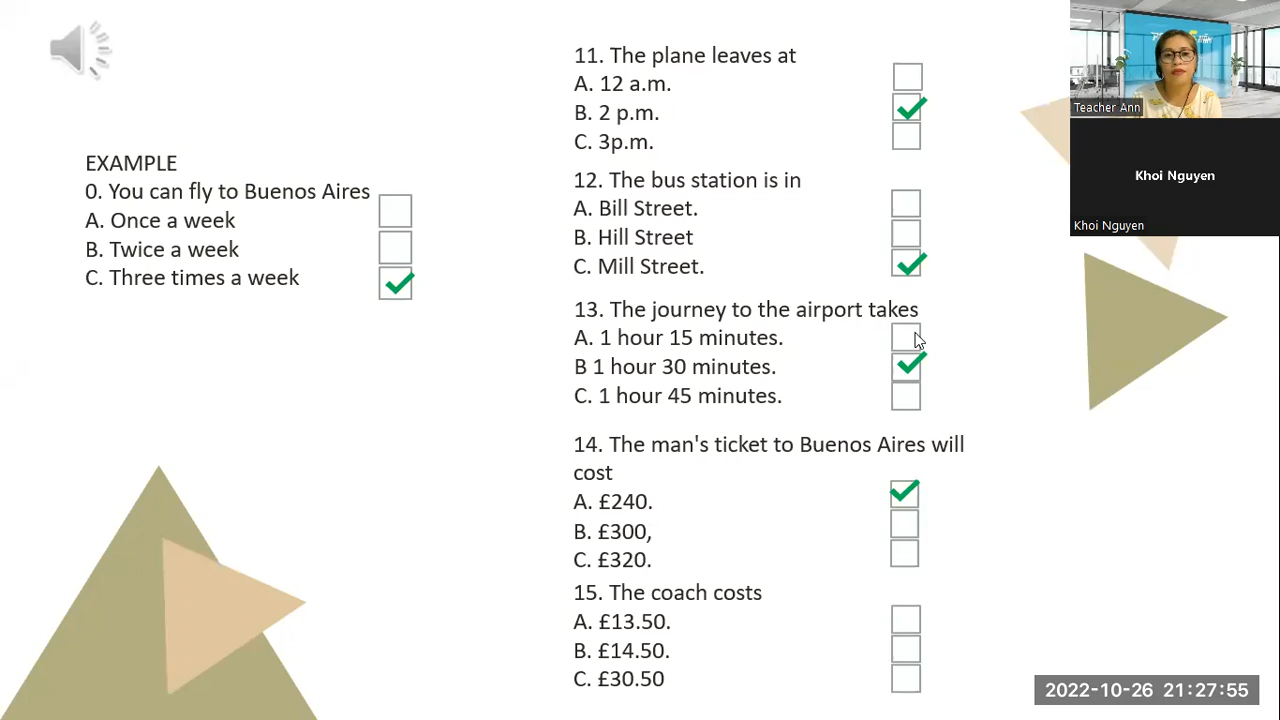 EXAMPLE
0. You can fly to Buenos Aires
A. Once a week
B. Twice a week
C. Three times a week
11. The plane leaves at
A. 12 a.m.
B. 2 p.m.
C. 3p.m.
12. The bus station is in
A. Bill Street.
B. Hill Street
C. Mill Street.
13. The journey to the airport takes
A. 1 hour 15 minutes.
B 1 hour 30 minutes.
C. 1 hour 45 minutes.
14. The man's ticket to Buenos Aires will
cost
A. £240.
B. £300,
C. £320.
15. The coach costs
A. £13.50.
B. £14.50.
C. £30.50
Teacher Ann
Khoi Nguyen
Khoi Nguyen
2022-10-26 21:27:55